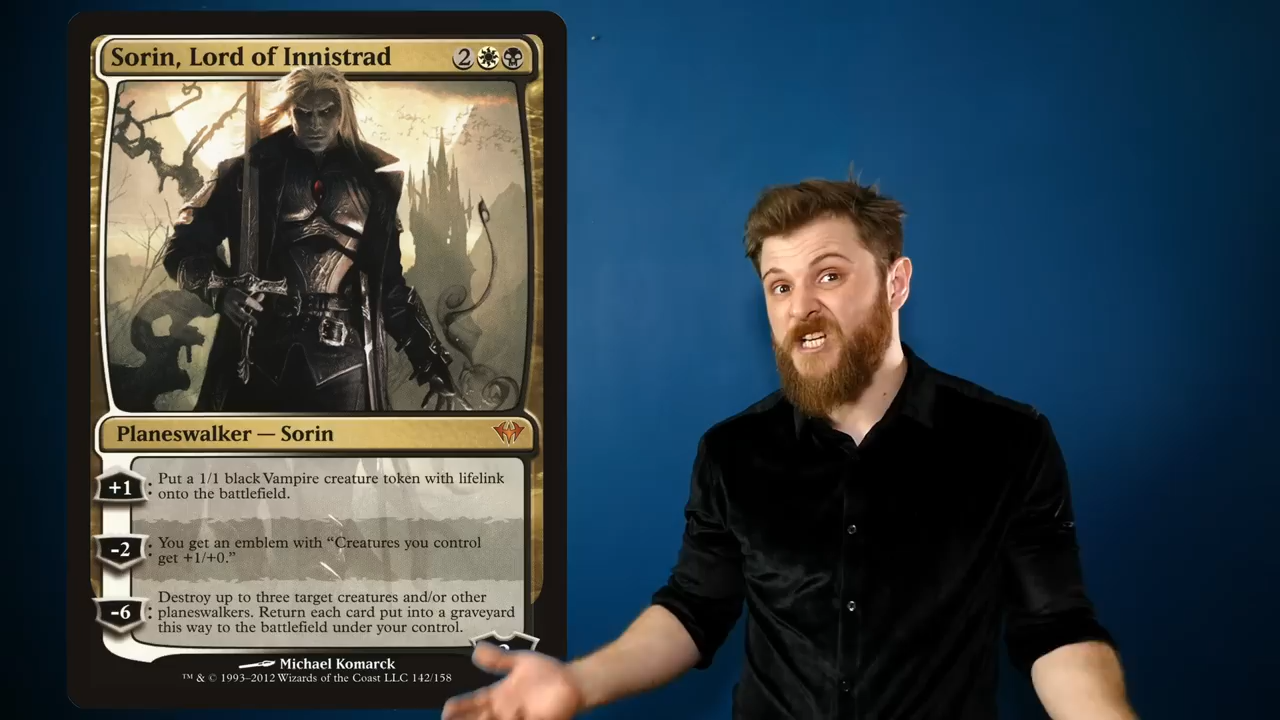 Sorin, Lord of Innistrad 2
Planeswalker — Sorin
+1: Put a 1/1 black Vampire creature token with lifelink
onto the battlefield.
-2: You get an emblem with “Creatures you control
get +1/+0.”
-6: Destroy up to three target creatures and/or other
planeswalkers. Return each card put into a graveyard
this way to the battlefield under your control.
Michael Komarck
™ & © 1993–2012 Wizards of the Coast LLC 142/158